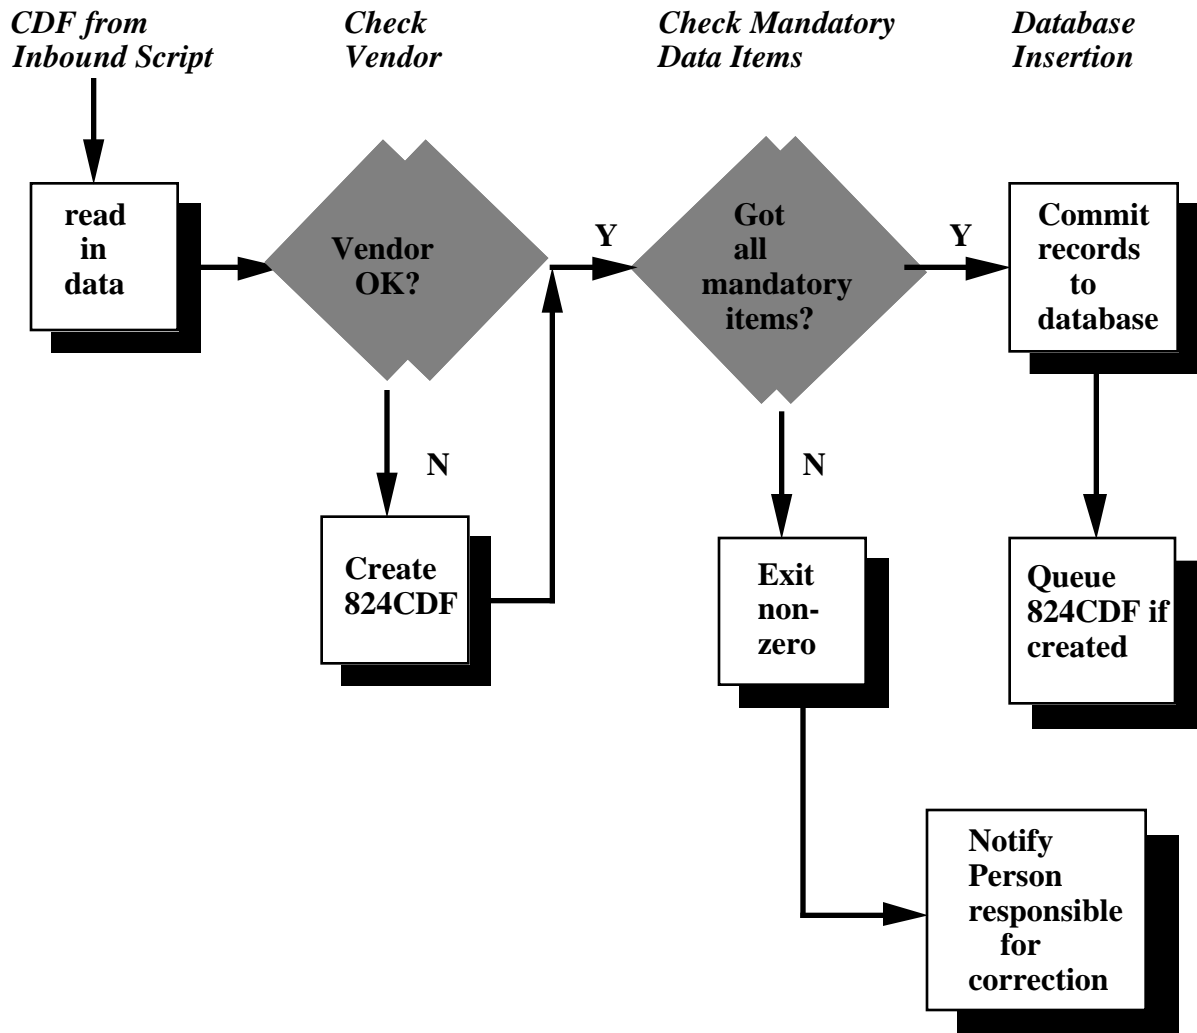 CDF from
Inbound Script
Check
Vendor
Check Mandatory
Data Items
Database
Insertion
read
in
data
Vendor
OK?
Y
Got
all
mandatory
items?
Y
Commit
records
to
database
N
N
Create
824CDF
Exit
non-
zero
Queue
824CDF if
created
Notify
Person
responsible
for
correction